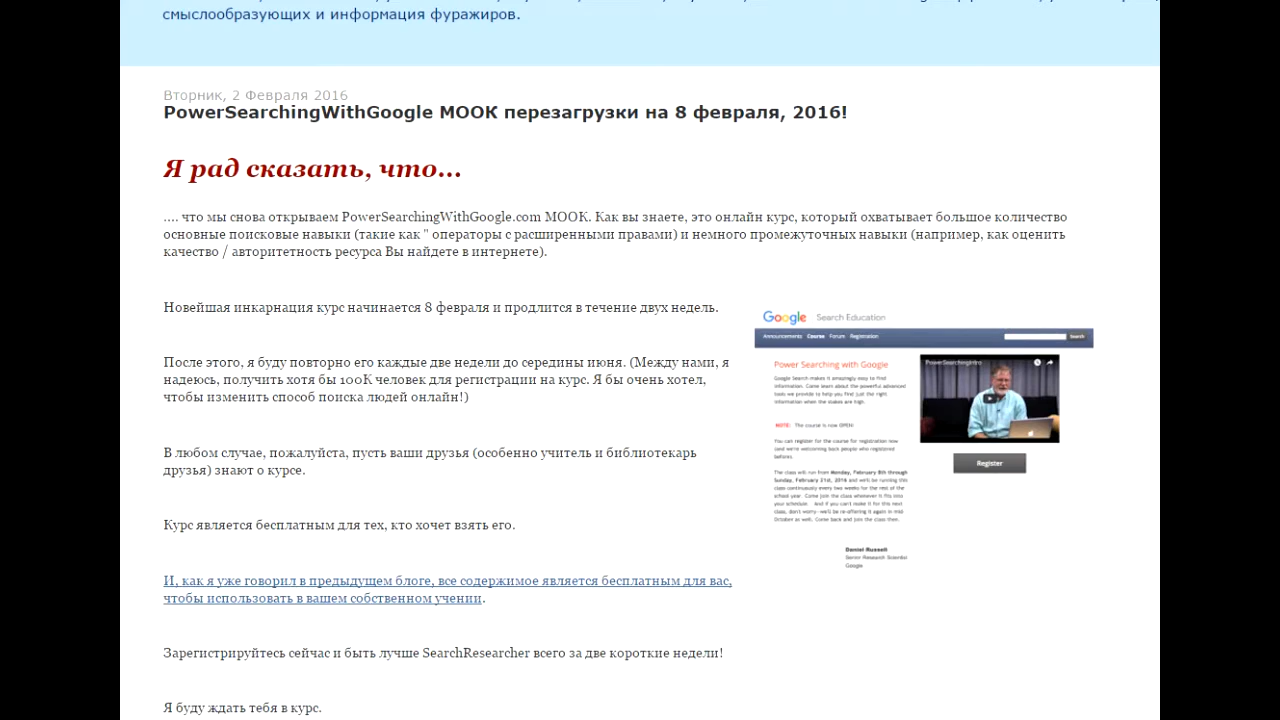 смыслообразующих и информация фуражиров.
Вторник, 2 Февраля 2016
PowerSearchingWithGoogle МООК перезагрузки на 8 февраля, 2016!
Я рад сказать, что...
.... что мы снова открываем PowerSearchingWithGoogle.com МООК. Как вы знаете, это онлайн курс, который охватывает большое количество
основные поисковые навыки (такие как " операторы с расширенными правами) и немного промежуточных навыки (например, как оценить
качество / авторитетность ресурса Вы найдете в интернете).
Новейшая инкарнация курс начинается 8 февраля и продлится в течение двух недель.
После этого, я буду повторно его каждые две недели до середины июня. (Между нами, я
надеюсь, получить хотя бы 100K человек для регистрации на курс. Я бы очень хотел,
чтобы изменить способ поиска людей онлайн!)
В любом случае, пожалуйста, пусть ваши друзья (особенно учитель и библиотекарь
друзья) знают о курсе.
Курс является бесплатным для тех, кто хочет взять его.
И, как я уже говорил в предыдущем блоге, все содержимое является бесплатным для вас,
чтобы использовать в вашем собственном учении.
Зарегистрируйтесь сейчас и быть лучше SearchResearcher всего за две короткие недели!
Я буду ждать тебя в курс.
Google Search Education
Announcements Course Forum Registration Search
Power Searching with Google
Google Search makes it amazingly easy to find
information. Come learn about the powerful advanced
tools we provide to help you find just the right
information when the stakes are high.
NOTE: The course is now OPEN!
You can register for the course for registration now
(and we're welcoming back people who registered
before).
The class will run from Monday, February 8th through
Sunday, February 21st, 2016 and we'll be running this
class continuously every two weeks for the rest of the
school year. Come join the class whenever it fits into
your schedule. And if you can't make it for this next
class, don't worry--we'll be re-offering it again in mid
October as well. Come back and join the class then.
Daniel Russell
Senior Research Scientist
Google
PowerSearchingIntro
Register